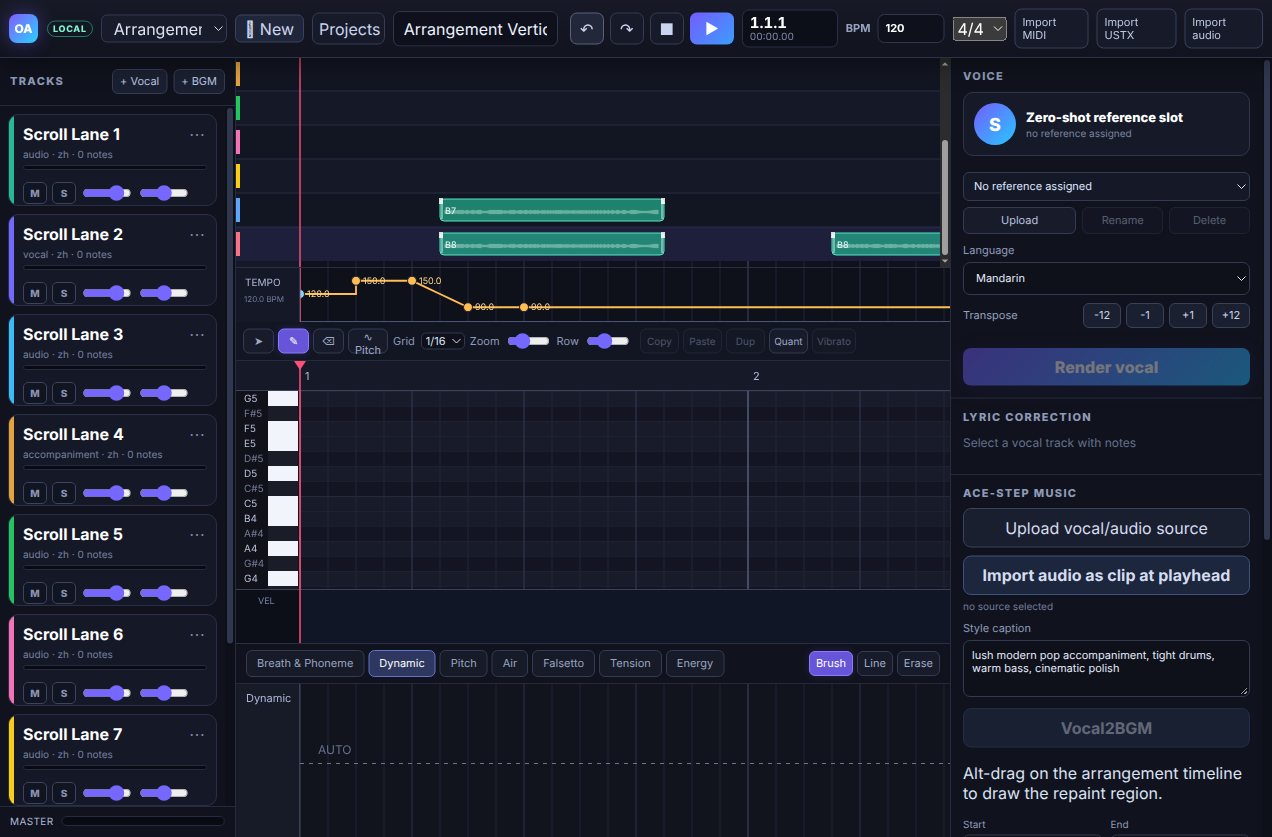 OA
LOCAL
Arrangemer
New
Projects
Arrangement Vertic
1.1.1
00:00.00
BPM
120
4/4
Import MIDI
Import USTX
Import audio
TRACKS
+ Vocal
+ BGM
Scroll Lane 1
audio · zh · 0 notes
M
S
Scroll Lane 2
vocal · zh · 0 notes
M
S
Scroll Lane 3
audio · zh · 0 notes
M
S
Scroll Lane 4
accompaniment · zh · 0 notes
M
S
Scroll Lane 5
audio · zh · 0 notes
M
S
Scroll Lane 6
audio · zh · 0 notes
M
S
Scroll Lane 7
audio · zh · 0 notes
M
S
MASTER
B7
B8
B8
TEMPO
120.0 BPM
120.0
150.0
150.0
90.0
90.0
Pitch
Grid
1/16
Zoom
Row
Copy
Paste
Dup
Quant
Vibrato
1
2
G5
F#5
F5
E5
D#5
D5
C#5
C5
B4
A#4
A4
G#4
G4
VEL
Breath & Phoneme
Dynamic
Pitch
Air
Falsetto
Tension
Energy
Brush
Line
Erase
Dynamic
AUTO
VOICE
S
Zero-shot reference slot
no reference assigned
No reference assigned
Upload
Rename
Delete
Language
Mandarin
Transpose
-12
-1
+1
+12
Render vocal
LYRIC CORRECTION
Select a vocal track with notes
ACE-STEP MUSIC
Upload vocal/audio source
Import audio as clip at playhead
no source selected
Style caption
lush modern pop accompaniment, tight drums,
warm bass, cinematic polish
Vocal2BGM
Alt-drag on the arrangement timeline
to draw the repaint region.
Start
End